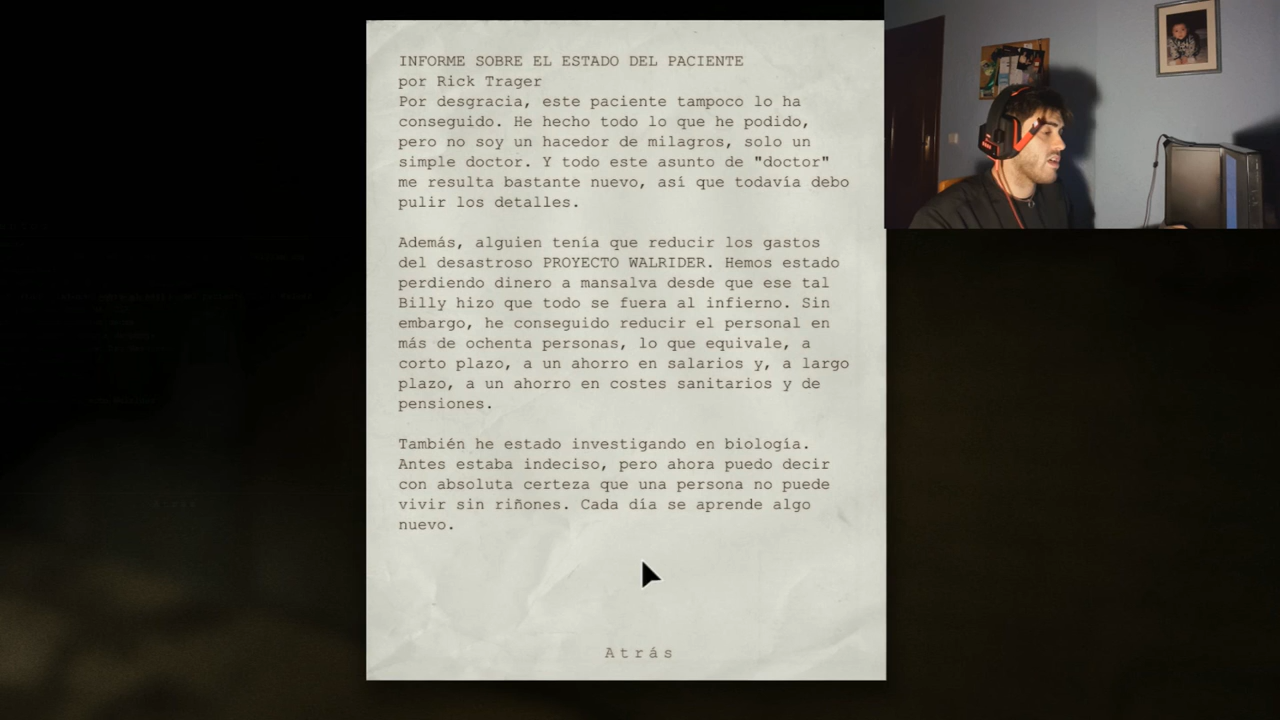 INFORME SOBRE EL ESTADO DEL PACIENTE
por Rick Trager
Por desgracia, este paciente tampoco lo ha
conseguido. He hecho todo lo que he podido,
pero no soy un hacedor de milagros, solo un
simple doctor. Y todo este asunto de "doctor"
me resulta bastante nuevo, así que todavía debo
pulir los detalles.
Además, alguien tenía que reducir los gastos
del desastroso PROYECTO WALRIDER. Hemos estado
perdiendo dinero a mansalva desde que ese tal
Billy hizo que todo se fuera al infierno. Sin
embargo, he conseguido reducir el personal en
más de ochenta personas, lo que equivale, a
corto plazo, a un ahorro en salarios y, a largo
plazo, a un ahorro en costes sanitarios y de
pensiones.
También he estado investigando en biología.
Antes estaba indeciso, pero ahora puedo decir
con absoluta certeza que una persona no puede
vivir sin riñones. Cada día se aprende algo
nuevo.
Atrás